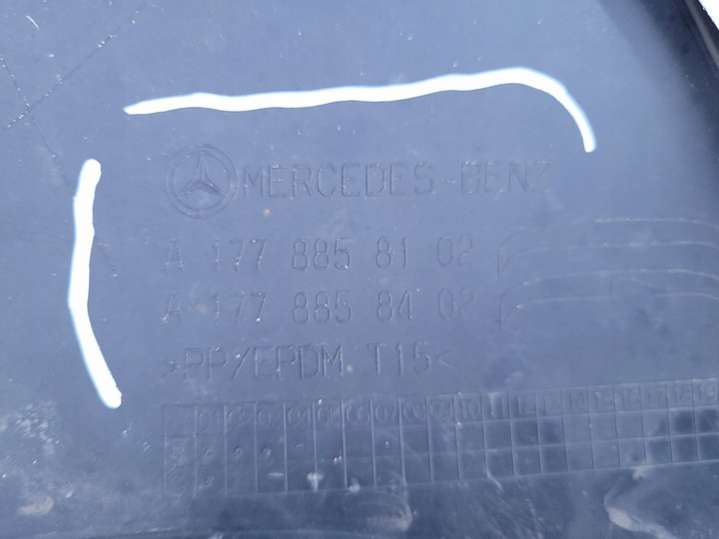 MERCEDES-BENZ
A 177 885 81 02
A 177 885 84 02
>PP/EPDM T15<